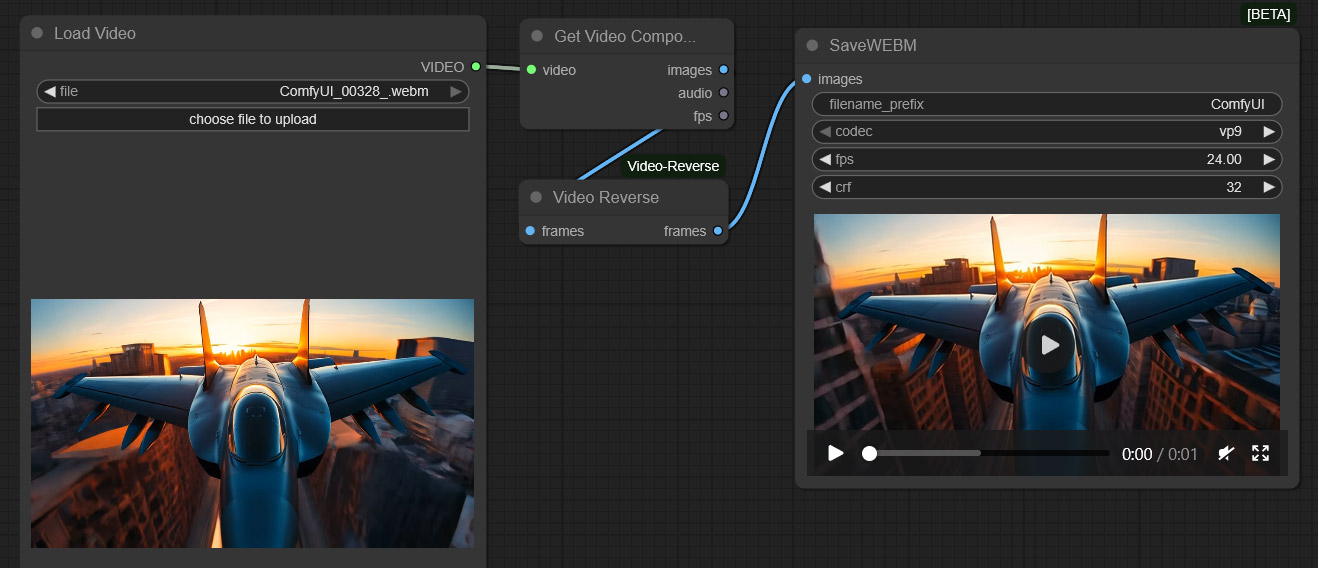 Load Video
VIDEO
file ComfyUI_00328_.webm
choose file to upload
Get Video Compo...
video images
audio
fps
Video-Reverse
Video Reverse
frames frames
[BETA]
SaveWEBM
images
filename_prefix ComfyUI
codec vp9
fps 24.00
crf 32
0:00 / 0:01